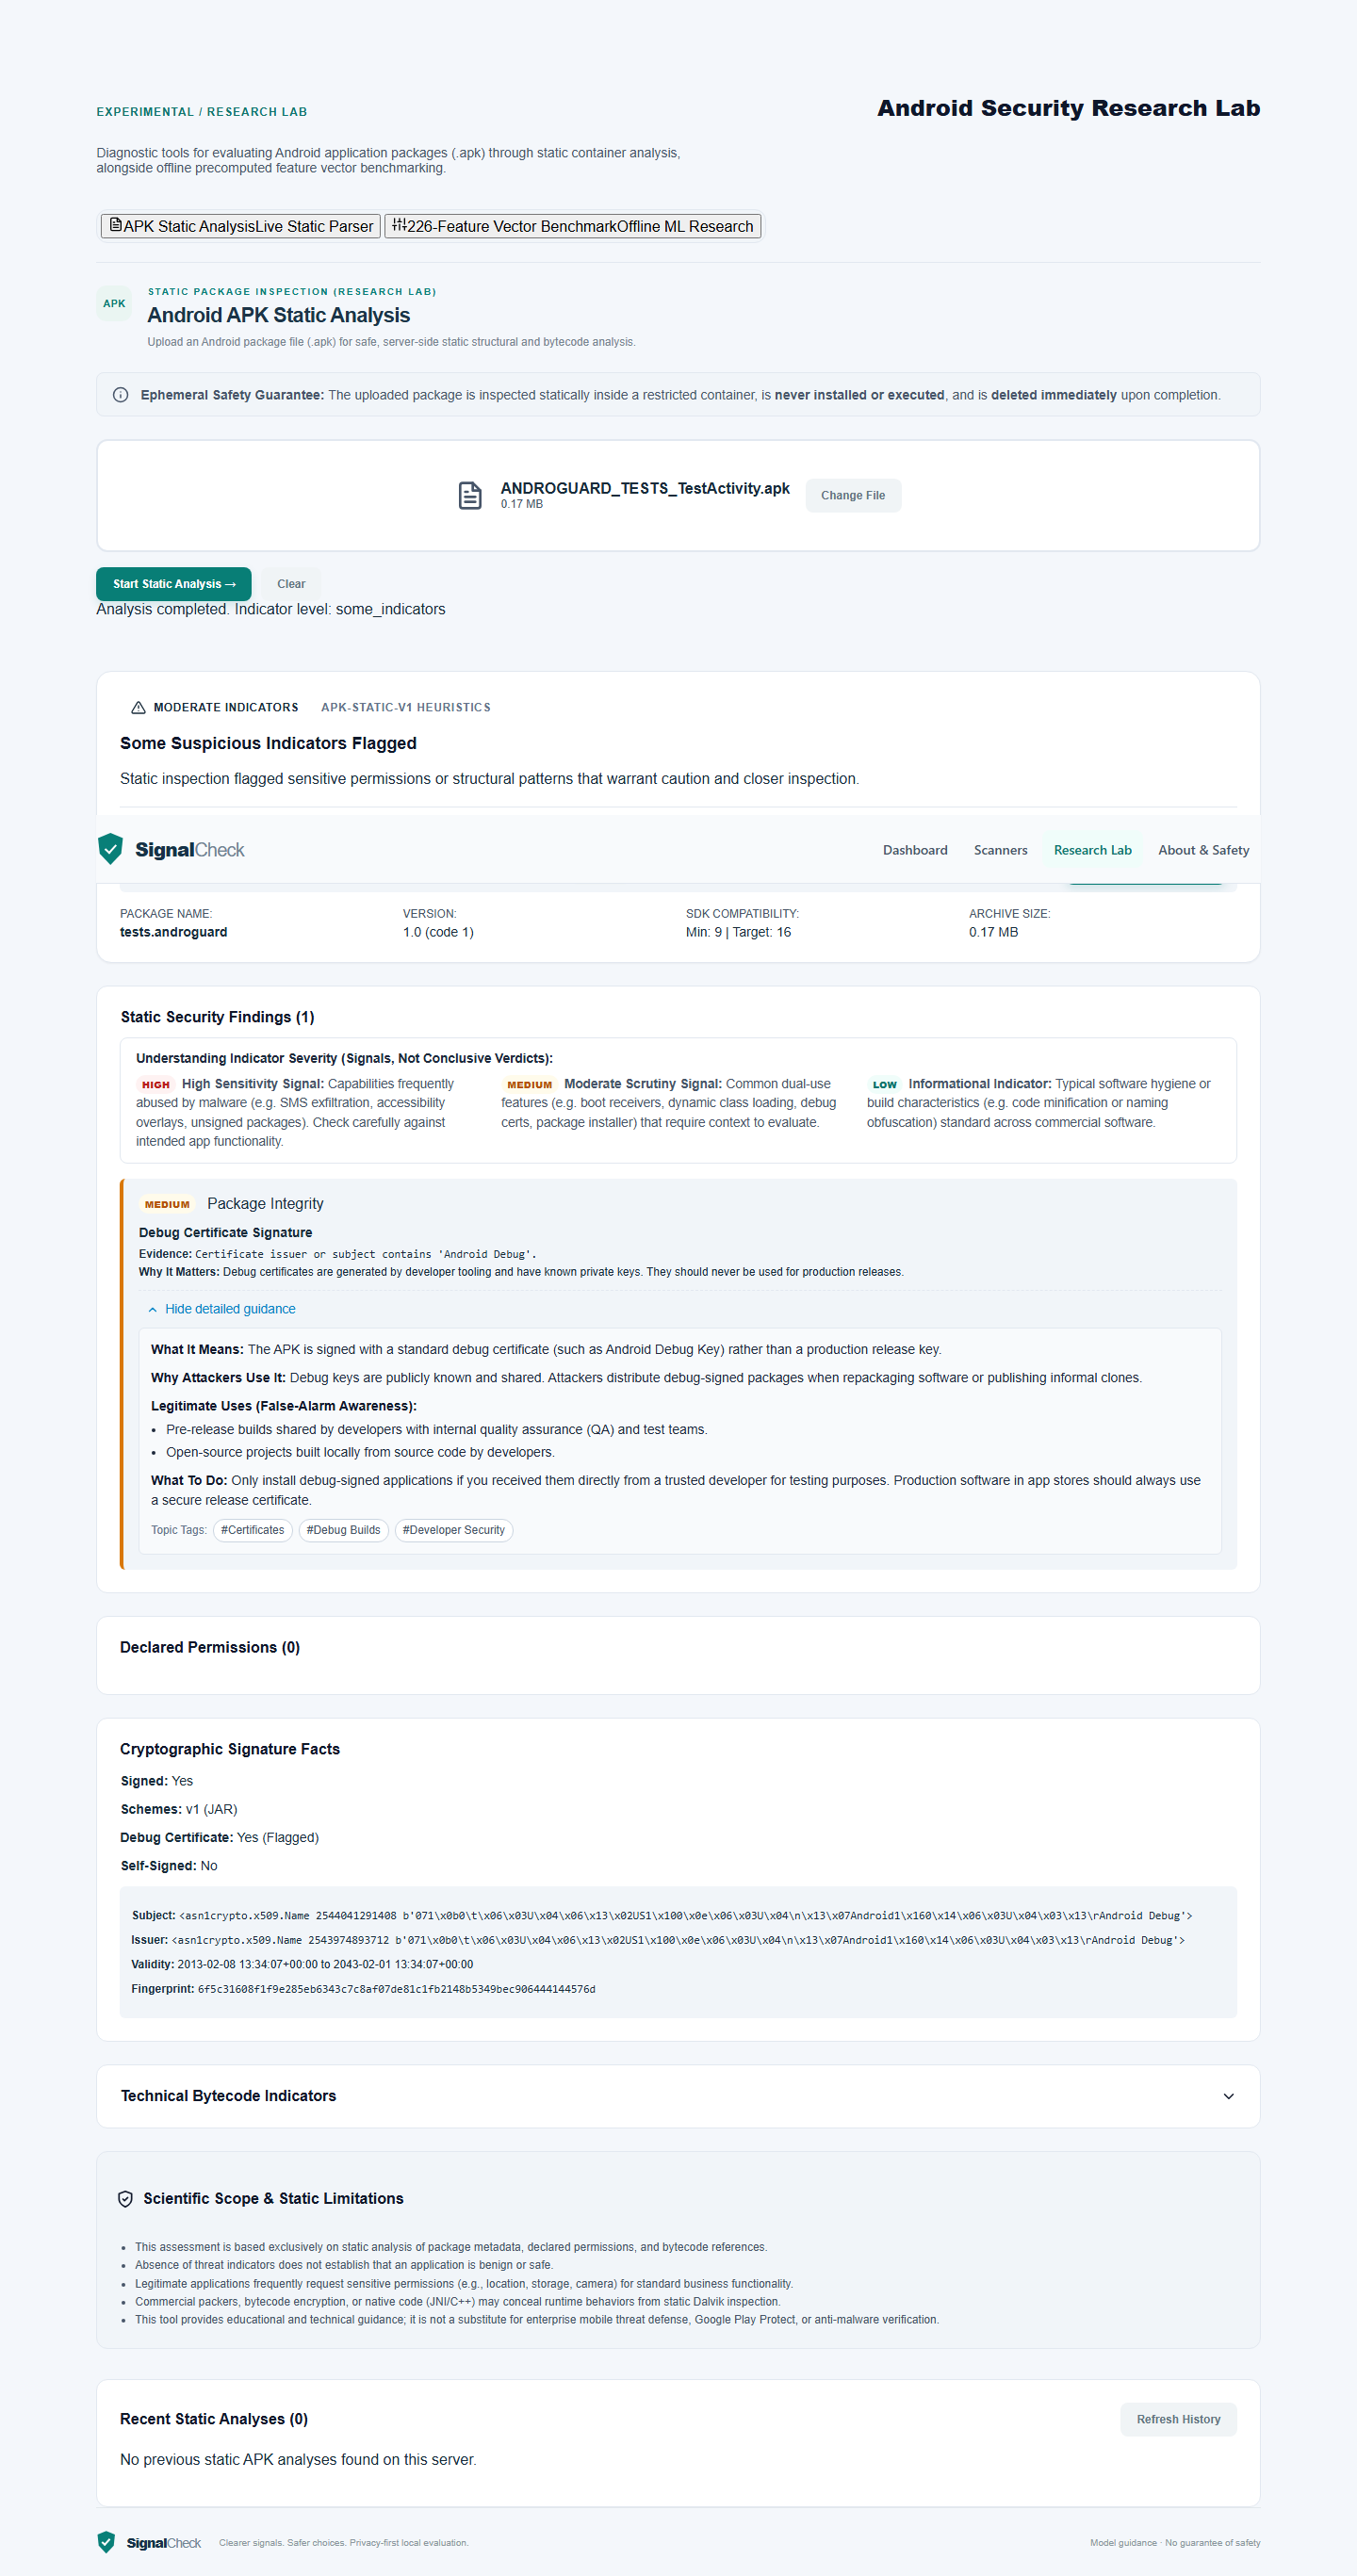 EXPERIMENTAL / RESEARCH LAB
Android Security Research Lab
Diagnostic tools for evaluating Android application packages (.apk) through static container analysis,
alongside offline precomputed feature vector benchmarking.
APK Static AnalysisLive Static Parser
226-Feature Vector BenchmarkOffline ML Research
APK
STATIC PACKAGE INSPECTION (RESEARCH LAB)
Android APK Static Analysis
Upload an Android package file (.apk) for safe, server-side static structural and bytecode analysis.
Ephemeral Safety Guarantee: The uploaded package is inspected statically inside a restricted container, is never installed or executed, and is deleted immediately upon completion.
ANDROGUARD_TESTS_TestActivity.apk
0.17 MB
Change File
Start Static Analysis →
Clear
Analysis completed. Indicator level: some_indicators
MODERATE INDICATORS
APK-STATIC-V1 HEURISTICS
Some Suspicious Indicators Flagged
Static inspection flagged sensitive permissions or structural patterns that warrant caution and closer inspection.
SignalCheck
Dashboard
Scanners
Research Lab
About & Safety
PACKAGE NAME:
tests.androguard
VERSION:
1.0 (code 1)
SDK COMPATIBILITY:
Min: 9 | Target: 16
ARCHIVE SIZE:
0.17 MB
Static Security Findings (1)
Understanding Indicator Severity (Signals, Not Conclusive Verdicts):
HIGH High Sensitivity Signal: Capabilities frequently
abused by malware (e.g. SMS exfiltration, accessibility
overlays, unsigned packages). Check carefully against
intended app functionality.
MEDIUM Moderate Scrutiny Signal: Common dual-use
features (e.g. boot receivers, dynamic class loading, debug
certs, package installer) that require context to evaluate.
LOW Informational Indicator: Typical software hygiene or
build characteristics (e.g. code minification or naming
obfuscation) standard across commercial software.
MEDIUM Package Integrity
Debug Certificate Signature
Evidence: Certificate issuer or subject contains 'Android Debug'.
Why It Matters: Debug certificates are generated by developer tooling and have known private keys. They should never be used for production releases.
Hide detailed guidance
What It Means: The APK is signed with a standard debug certificate (such as Android Debug Key) rather than a production release key.
Why Attackers Use It: Debug keys are publicly known and shared. Attackers distribute debug-signed packages when repackaging software or publishing informal clones.
Legitimate Uses (False-Alarm Awareness):
• Pre-release builds shared by developers with internal quality assurance (QA) and test teams.
• Open-source projects built locally from source code by developers.
What To Do: Only install debug-signed applications if you received them directly from a trusted developer for testing purposes. Production software in app stores should always use
a secure release certificate.
Topic Tags: #Certificates #Debug Builds #Developer Security
Declared Permissions (0)
Cryptographic Signature Facts
Signed: Yes
Schemes: v1 (JAR)
Debug Certificate: Yes (Flagged)
Self-Signed: No
Subject: <asn1crypto.x509.Name 2544041291408 b'071\x0b0\t\x06\x03U\x04\x06\x13\x02US1\x100\x0e\x06\x03U\x04\n\x13\x07Android1\x160\x14\x06\x03U\x04\x03\x13\rAndroid Debug'>
Issuer: <asn1crypto.x509.Name 2543974893712 b'071\x0b0\t\x06\x03U\x04\x06\x13\x02US1\x100\x0e\x06\x03U\x04\n\x13\x07Android1\x160\x14\x06\x03U\x04\x03\x13\rAndroid Debug'>
Validity: 2013-02-08 13:34:07+00:00 to 2043-02-01 13:34:07+00:00
Fingerprint: 6f5c31608f1f9e285eb6343c7c8af07de81c1fb2148b5349bec906444144576d
Technical Bytecode Indicators
Scientific Scope & Static Limitations
• This assessment is based exclusively on static analysis of package metadata, declared permissions, and bytecode references.
• Absence of threat indicators does not establish that an application is benign or safe.
• Legitimate applications frequently request sensitive permissions (e.g., location, storage, camera) for standard business functionality.
• Commercial packers, bytecode encryption, or native code (JNI/C++) may conceal runtime behaviors from static Dalvik inspection.
• This tool provides educational and technical guidance; it is not a substitute for enterprise mobile threat defense, Google Play Protect, or anti-malware verification.
Recent Static Analyses (0)
Refresh History
No previous static APK analyses found on this server.
SignalCheck
Clearer signals. Safer choices. Privacy-first local evaluation.
Model guidance · No guarantee of safety